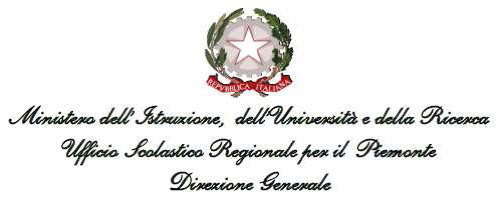 REPVBBLICA ITALIANA
Ministero dell'Istruzione, dell'Università e della Ricerca
Ufficio Scolastico Regionale per il Piemonte
Direzione Generale